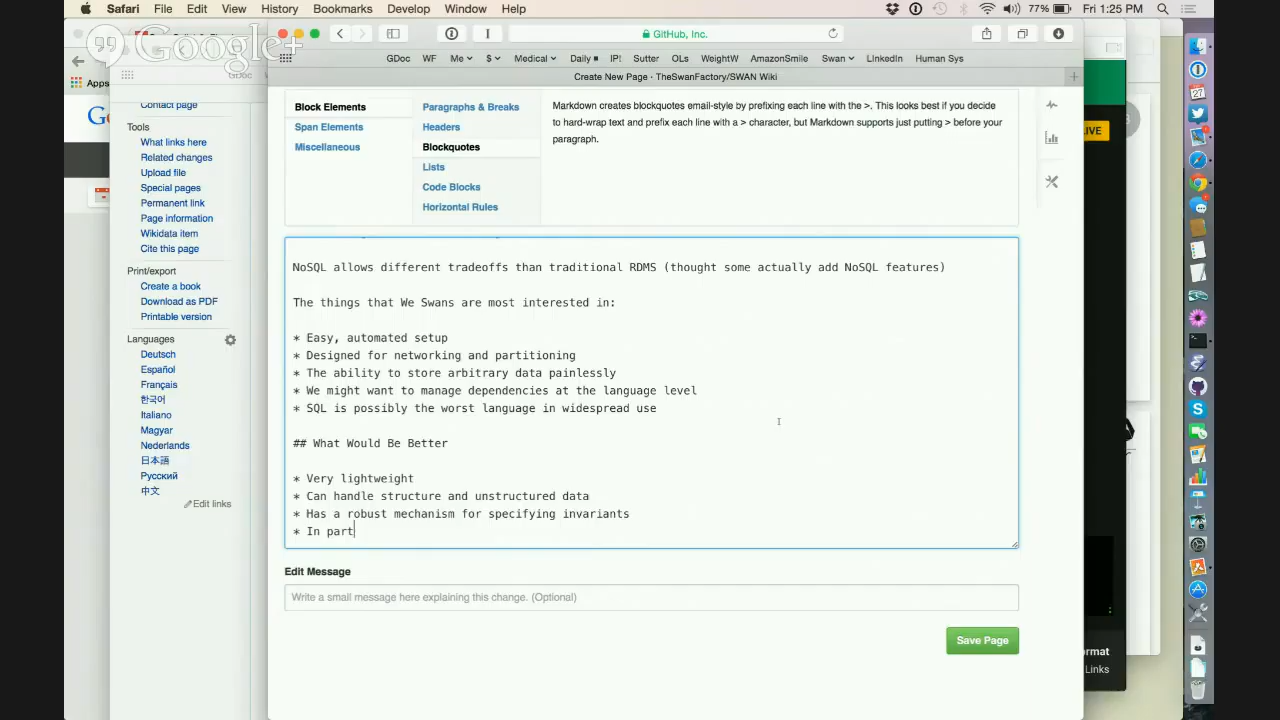 Safari File Edit View History Bookmarks Develop Window Help
77% Fri 1:25 PM
Google+
GitHub, Inc.
Apps
GDoc WF Me $ Medical Daily IP! Sutter OLs WeightW AmazonSmile Swan LinkedIn Human Sys
Create New Page · TheSwanFactory/SWAN Wiki
Contact page
Tools
What links here
Related changes
Upload file
Special pages
Permanent link
Page information
Wikidata item
Cite this page
Print/export
Create a book
Download as PDF
Printable version
Languages
Deutsch
Español
Français
한국어
Italiano
Magyar
Nederlands
日本語
Русский
中文
Edit links
Block Elements
Span Elements
Miscellaneous
Paragraphs & Breaks
Headers
Blockquotes
Lists
Code Blocks
Horizontal Rules
Markdown creates blockquotes email-style by prefixing each line with the >. This looks best if you decide
to hard-wrap text and prefix each line with a > character, but Markdown supports just putting > before your
paragraph.
NoSQL allows different tradeoffs than traditional RDMS (thought some actually add NoSQL features)
The things that We Swans are most interested in:
* Easy, automated setup
* Designed for networking and partitioning
* The ability to store arbitrary data painlessly
* We might want to manage dependencies at the language level
* SQL is possibly the worst language in widespread use
## What Would Be Better
* Very lightweight
* Can handle structure and unstructured data
* Has a robust mechanism for specifying invariants
* In part
Edit Message
Write a small message here explaining this change. (Optional)
Save Page
Links